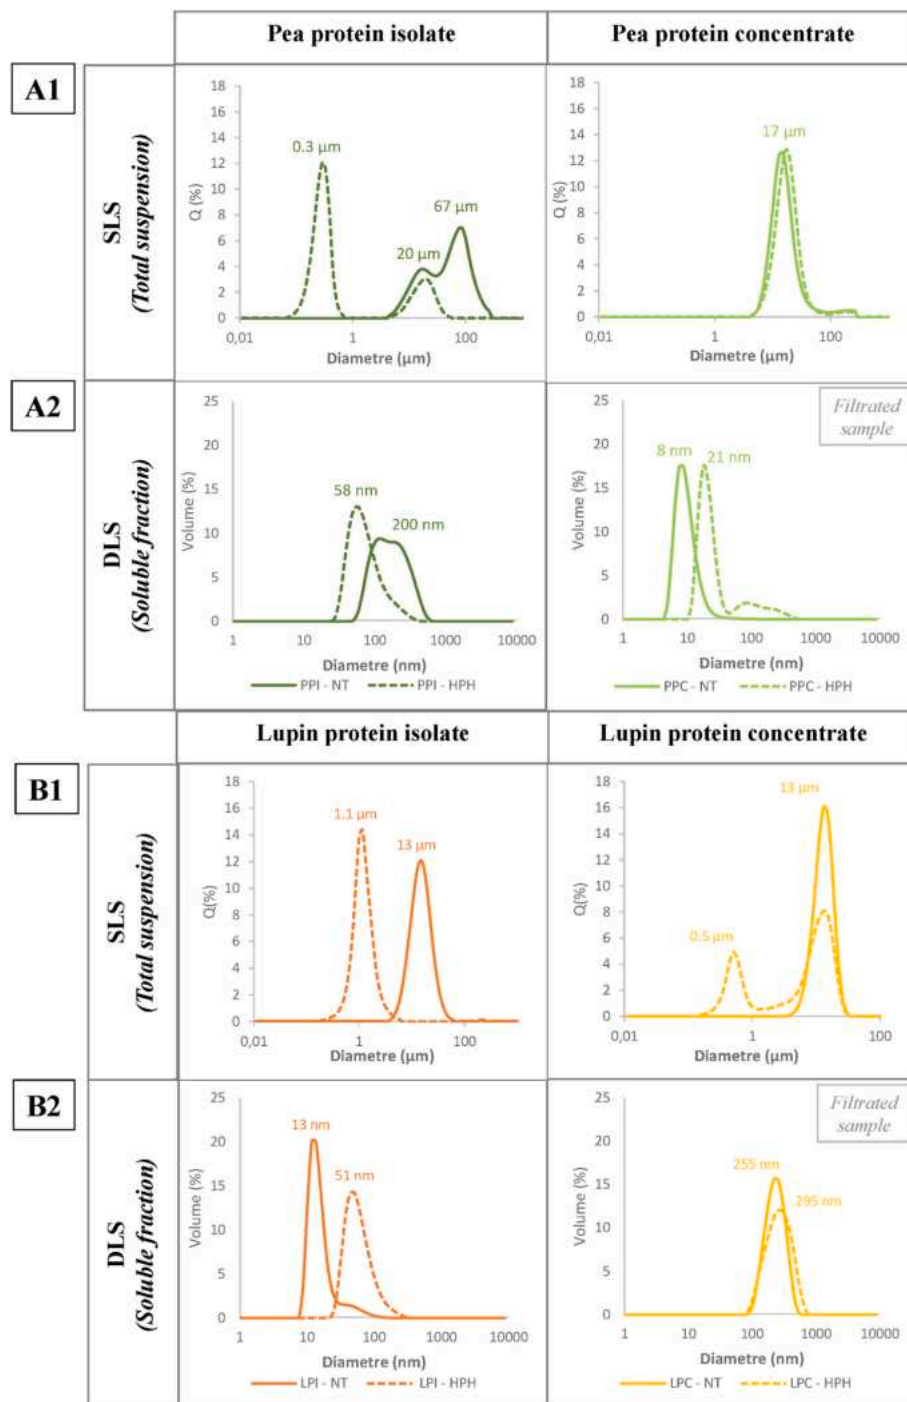 Pea protein isolate
Pea protein concentrate
A1
SLS
(Total suspension)
18
16
14
12
10
8
6
4
2
0
Q (%)
0.3 µm
67 µm
20 µm
0,01
1
100
Diametre (µm)
18
16
14
12
10
8
6
4
2
0
Q (%)
17 µm
0,01
1
100
Diametre (µm)
A2
DLS
(Soluble fraction)
25
20
15
10
5
0
Volume (%)
58 nm
200 nm
1
10
100
1000
10000
Diametre (nm)
PPI - NT
PPI - HPH
Filtrated
sample
25
20
15
10
5
0
Volume (%)
8 nm
21 nm
1
10
100
1000
10000
Diametre (nm)
PPC - NT
PPC - HPH
Lupin protein isolate
Lupin protein concentrate
B1
SLS
(Total suspension)
18
16
14
12
10
8
6
4
2
0
Q(%)
1.1 µm
13 µm
0,01
1
100
Diametre (µm)
18
16
14
12
10
8
6
4
2
0
Q(%)
13 µm
0.5 µm
0,01
1
100
Diametre (µm)
B2
DLS
(Soluble fraction)
25
20
15
10
5
0
Volume (%)
13 nm
51 nm
1
10
100
1000
10000
Diametre (nm)
LPI - NT
LPI - HPH
Filtrated
sample
25
20
15
10
5
0
Volume (%)
255 nm
295 nm
1
10
100
1000
10000
Diametre (nm)
LPC - NT
LPC - HPH